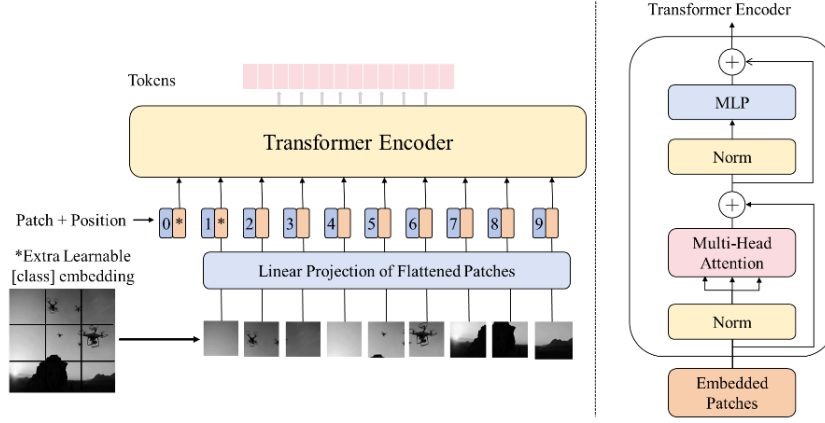 Transformer Encoder
Tokens
Transformer Encoder
Patch + Position
0 * 1 * 2 3 4 5 6 7 8 9
*Extra Learnable
[class] embedding
Linear Projection of Flattened Patches
+
MLP
Norm
+
Multi-Head
Attention
Norm
Embedded
Patches